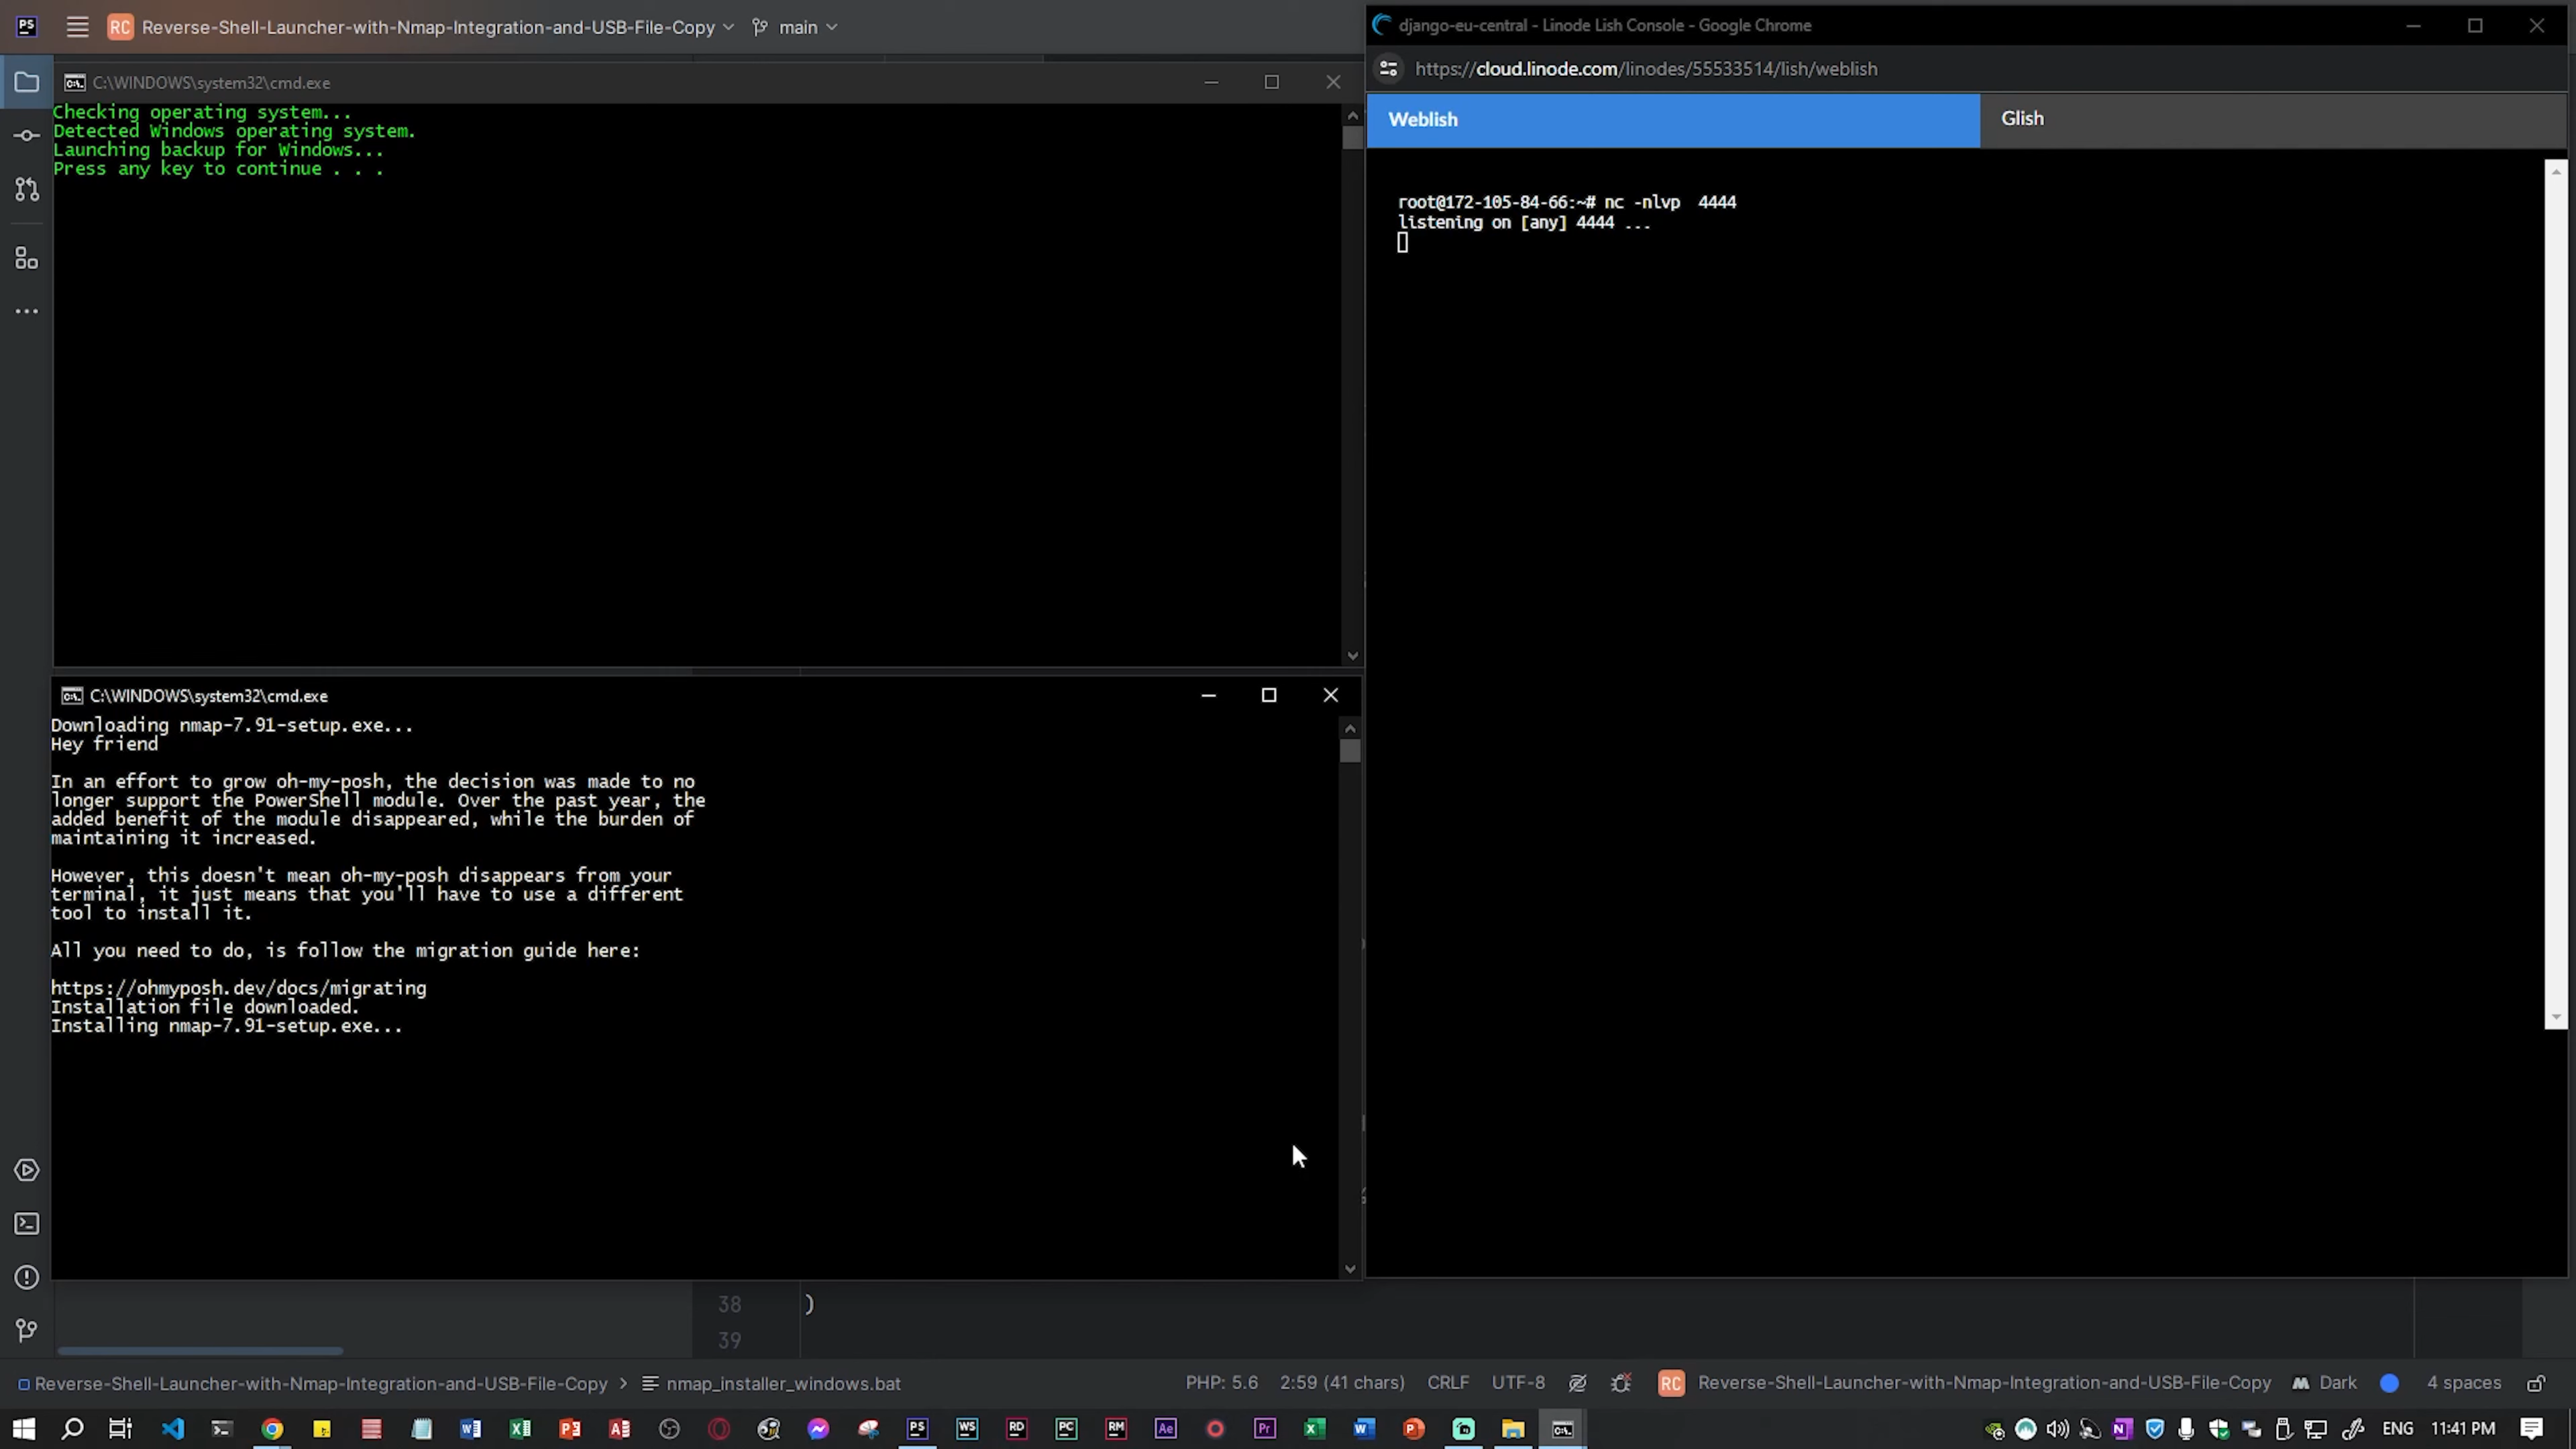 PS
RC Reverse-Shell-Launcher-with-Nmap-Integration-and-USB-File-Copy main
C:\WINDOWS\system32\cmd.exe
Checking operating system...
Detected Windows operating system.
Launching backup for Windows...
Press any key to continue . . .
C:\WINDOWS\system32\cmd.exe
Downloading nmap-7.91-setup.exe...
Hey friend
In an effort to grow oh-my-posh, the decision was made to no
longer support the PowerShell module. Over the past year, the
added benefit of the module disappeared, while the burden of
maintaining it increased.
However, this doesn't mean oh-my-posh disappears from your
terminal, it just means that you'll have to use a different
tool to install it.
All you need to do, is follow the migration guide here:
https://ohmyposh.dev/docs/migrating
Installation file downloaded.
Installing nmap-7.91-setup.exe...
django-eu-central - Linode Lish Console - Google Chrome
https://cloud.linode.com/linodes/55533514/lish/weblish
Weblish Glish
root@172-105-84-66:~# nc -nlvp  4444
listening on [any] 4444 ...
38 )
39
Reverse-Shell-Launcher-with-Nmap-Integration-and-USB-File-Copy > nmap_installer_windows.bat PHP: 5.6 2:59 (41 chars) CRLF UTF-8 RC Reverse-Shell-Launcher-with-Nmap-Integration-and-USB-File-Copy Dark 4 spaces
PS WS RD PC RM Ae Pr ENG 11:41 PM